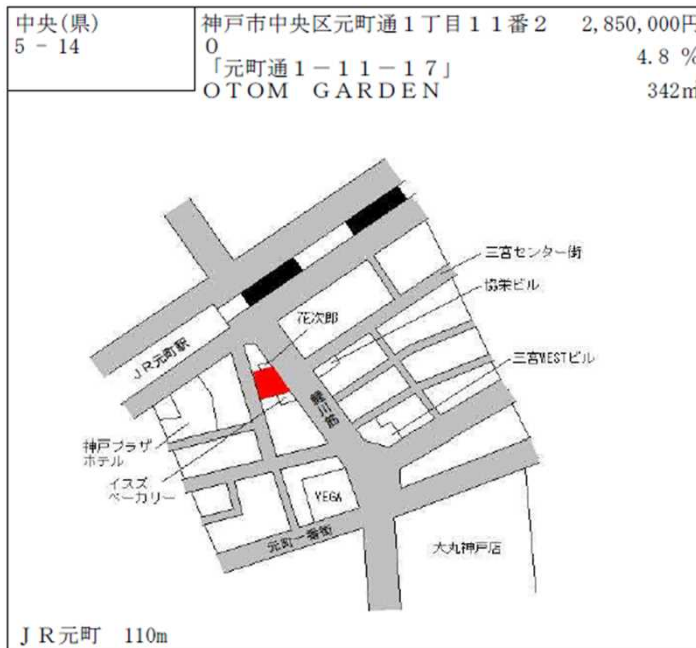 中央(県)
5 － 14
神戸市中央区元町通１丁目１１番２
０
「元町通１－１１－１７」
ＯＴＯＭ　ＧＡＲＤＥＮ
2,850,000円
4.8 %
342㎡
三宮センター街
協栄ビル
花次郎
三宮WESTビル
ＪＲ元町駅
鯉川筋
神戸プラザ
ホテル
イスズ
ベーカリー
VEGA
元町一番街
大丸神戸店
ＪＲ元町　110m